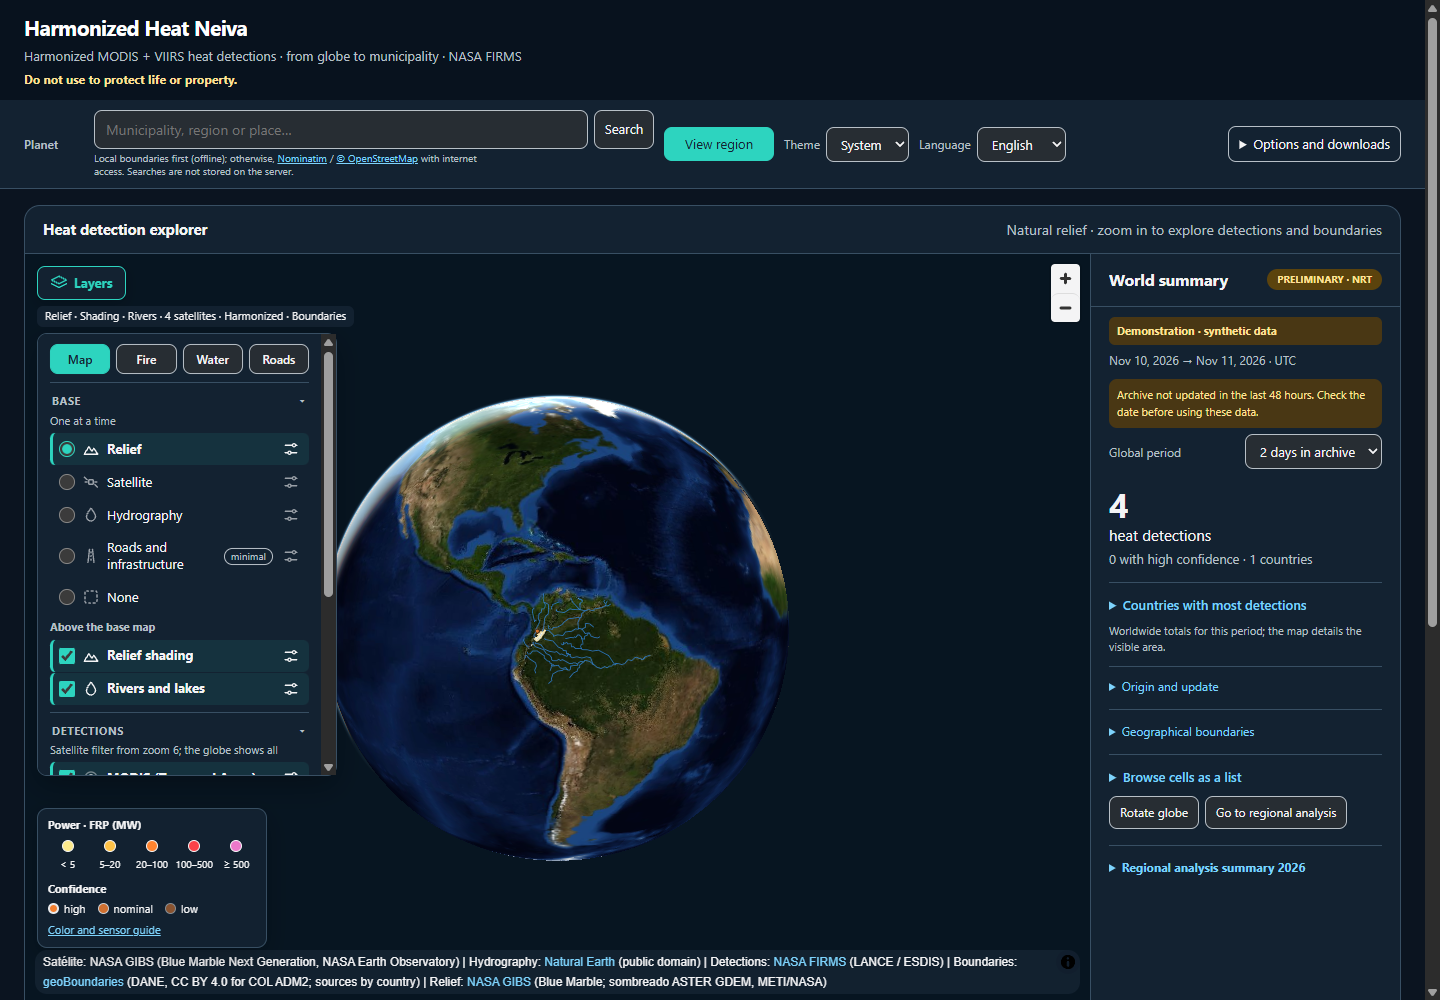 Harmonized Heat Neiva
Harmonized MODIS + VIIRS heat detections · from globe to municipality · NASA FIRMS
Do not use to protect life or property.
Planet
Municipality, region or place...
Search
Local boundaries first (offline); otherwise, Nominatim / © OpenStreetMap with internet
access. Searches are not stored on the server.
View region
Theme
System
Language
English
▶ Options and downloads
Heat detection explorer
Natural relief · zoom in to explore detections and boundaries
Layers
Relief · Shading · Rivers · 4 satellites · Harmonized · Boundaries
Map
Fire
Water
Roads
BASE
One at a time
Relief
Satellite
Hydrography
Roads and
infrastructure
minimal
None
Above the base map
Relief shading
Rivers and lakes
DETECTIONS
Satellite filter from zoom 6; the globe shows all
Power · FRP (MW)
< 5
5–20
20–100
100–500
≥ 500
Confidence
high
nominal
low
Color and sensor guide
+
−
World summary
PRELIMINARY · NRT
Demonstration · synthetic data
Nov 10, 2026 → Nov 11, 2026 · UTC
Archive not updated in the last 48 hours. Check the
date before using these data.
Global period
2 days in archive
4
heat detections
0 with high confidence · 1 countries
▶ Countries with most detections
Worldwide totals for this period; the map details the
visible area.
▶ Origin and update
▶ Geographical boundaries
▶ Browse cells as a list
Rotate globe
Go to regional analysis
▶ Regional analysis summary 2026
Satélite: NASA GIBS (Blue Marble Next Generation, NASA Earth Observatory) | Hydrography: Natural Earth (public domain) | Detections: NASA FIRMS (LANCE / ESDIS) | Boundaries:
geoBoundaries (DANE, CC BY 4.0 for COL ADM2; sources by country) | Relief: NASA GIBS (Blue Marble; sombreado ASTER GDEM, METI/NASA)